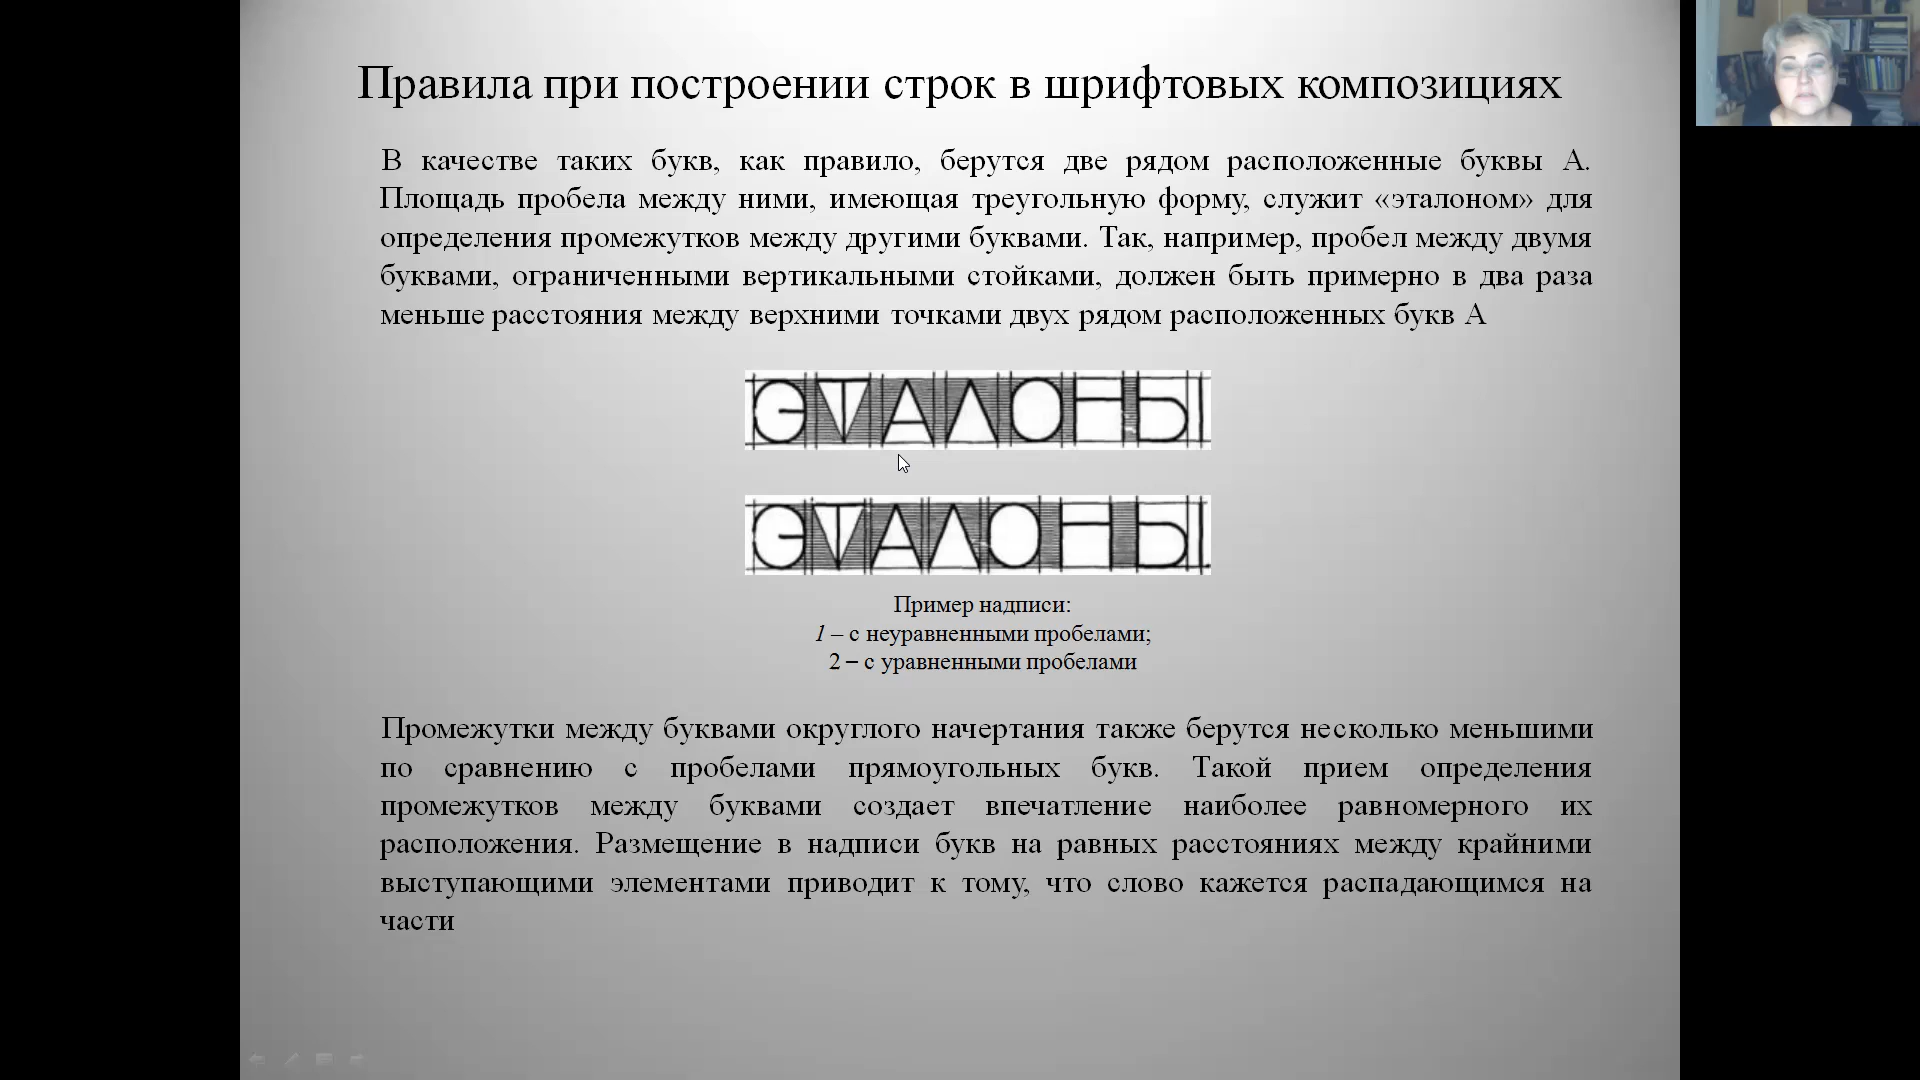 Правила при построении строк в шрифтовых композициях
В качестве таких букв, как правило, берутся две рядом расположенные буквы А.
Площадь пробела между ними, имеющая треугольную форму, служит «эталоном» для
определения промежутков между другими буквами. Так, например, пробел между двумя
буквами, ограниченными вертикальными стойками, должен быть примерно в два раза
меньше расстояния между верхними точками двух рядом расположенных букв А
ЭТАЛОНЫ
ЭТАЛОНЫ
Пример надписи:
1 – с неуравненными пробелами;
2 – с уравненными пробелами
Промежутки между буквами округлого начертания также берутся несколько меньшими
по сравнению с пробелами прямоугольных букв. Такой прием определения
промежутков между буквами создает впечатление наиболее равномерного их
расположения. Размещение в надписи букв на равных расстояниях между крайними
выступающими элементами приводит к тому, что слово кажется распадающимся на
части